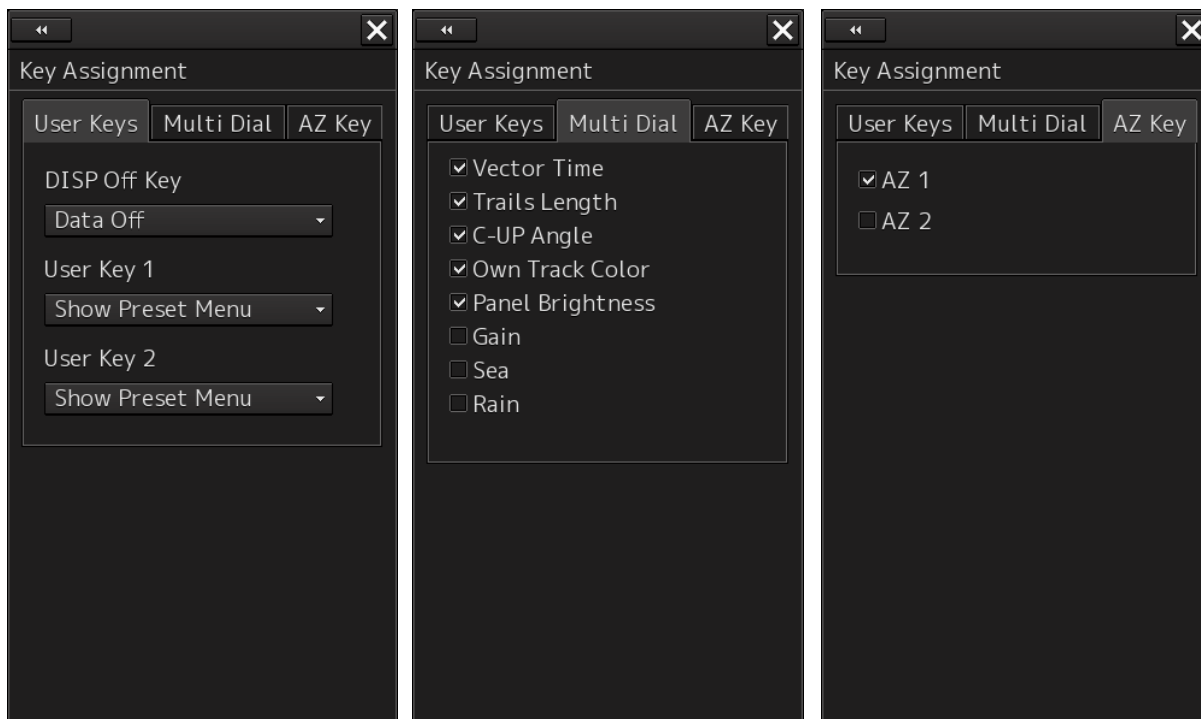 Key Assignment
User Keys Multi Dial AZ Key
DISP Off Key
Data Off
User Key 1
Show Preset Menu
User Key 2
Show Preset Menu
Key Assignment
User Keys Multi Dial AZ Key
Vector Time
Trails Length
C-UP Angle
Own Track Color
Panel Brightness
Gain
Sea
Rain
Key Assignment
User Keys Multi Dial AZ Key
AZ 1
AZ 2